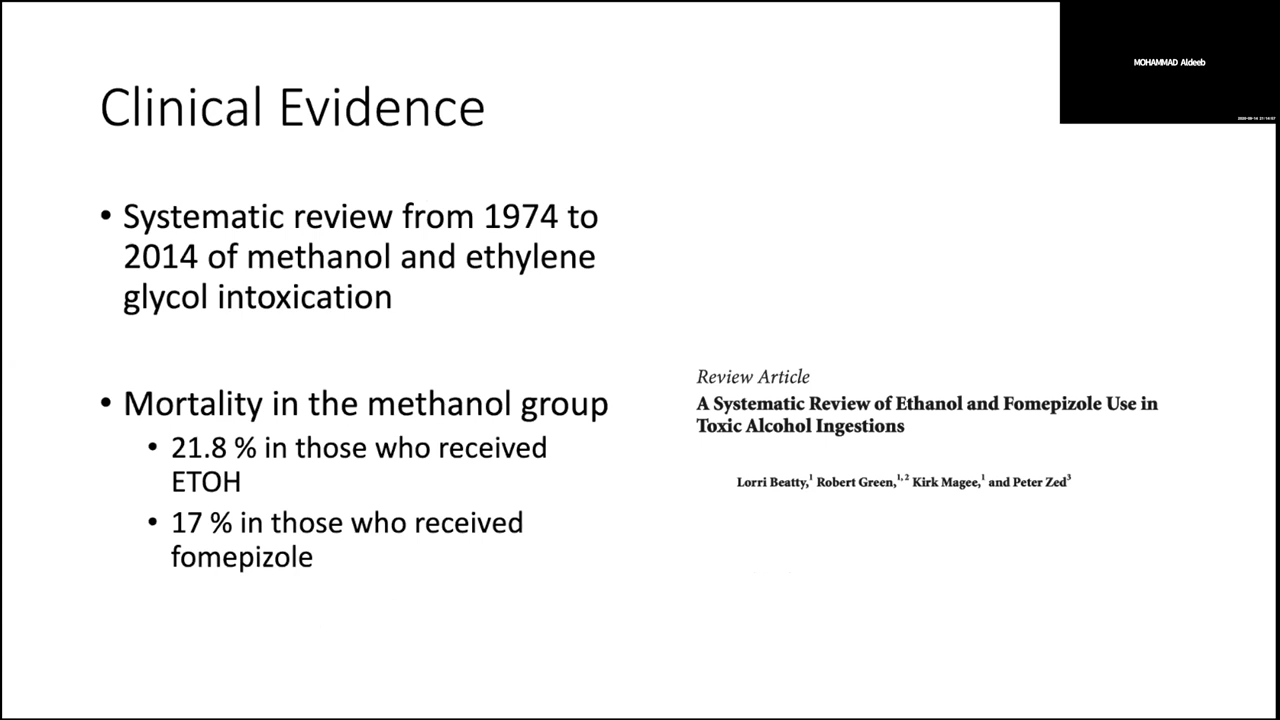 MOHAMMAD Aldeeb
Clinical Evidence
• Systematic review from 1974 to
2014 of methanol and ethylene
glycol intoxication
• Mortality in the methanol group
• 21.8 % in those who received
ETOH
• 17 % in those who received
fomepizole
Review Article
A Systematic Review of Ethanol and Fomepizole Use in
Toxic Alcohol Ingestions
Lorri Beatty,1 Robert Green,1,2 Kirk Magee,1 and Peter Zed3